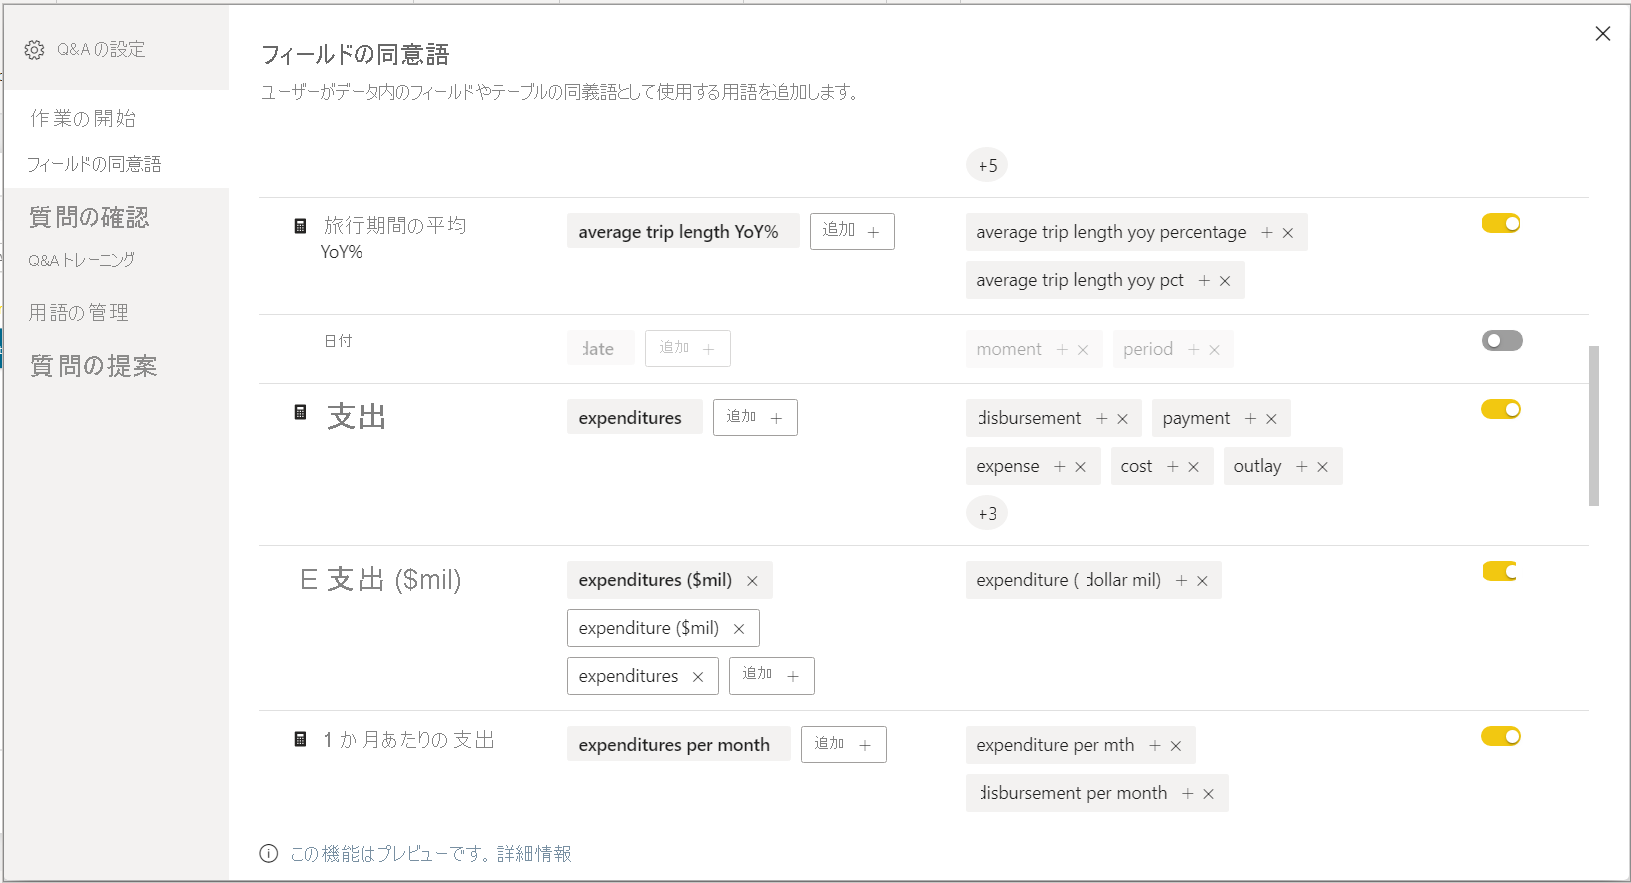 Q&A の設定
作業の開始
フィールドの同意語
質問の確認
Q&A トレーニング
用語の管理
質問の提案
フィールドの同意語
ユーザーがデータ内のフィールドやテーブルの同義語として使用する用語を追加します。
+5
旅行期間の平均
YoY%
average trip length YoY%
追加 +
average trip length yoy percentage + ×
average trip length yoy pct + ×
日付
date
追加 +
moment + × period + ×
支出
expenditures
追加 +
disbursement + × payment + ×
expense + × cost + × outlay + ×
+3
E 支出 ($mil)
expenditures ($mil) ×
expenditure ($mil) ×
expenditures ×
追加 +
expenditure ( dollar mil) + ×
1 か月あたりの 支出
expenditures per month
追加 +
expenditure per mth + ×
disbursement per month + ×
この機能はプレビューです。詳細情報